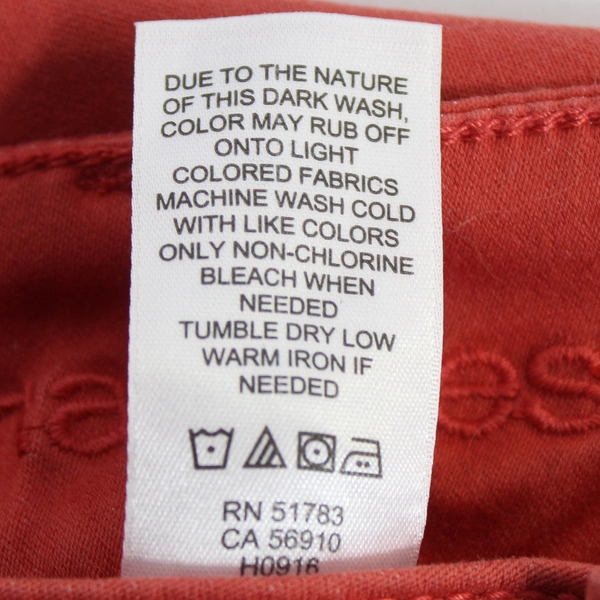 DUE TO THE NATURE
OF THIS DARK WASH,
COLOR MAY RUB OFF
ONTO LIGHT
COLORED FABRICS
MACHINE WASH COLD
WITH LIKE COLORS
ONLY NON-CHLORINE
BLEACH WHEN
NEEDED
TUMBLE DRY LOW
WARM IRON IF
NEEDED
RN 51783
CA 56910
H0916